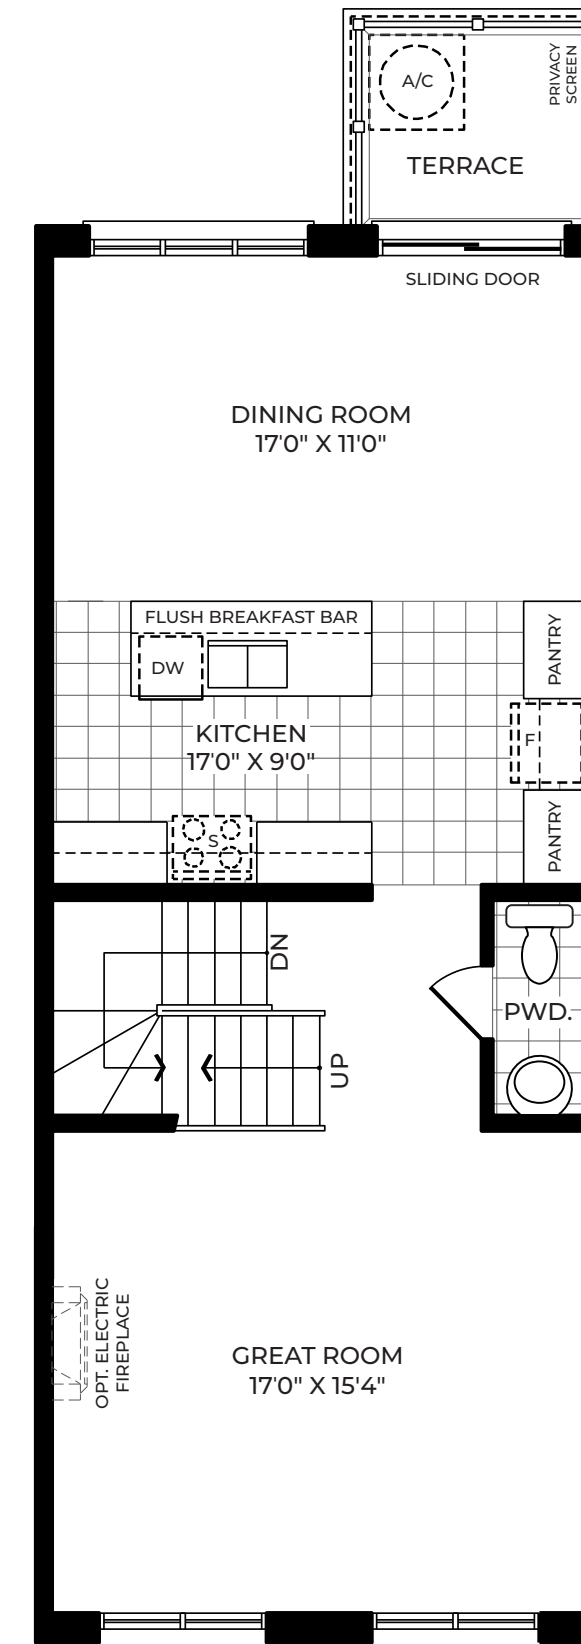 PRIVACY
SCREEN
A/C
TERRACE
SLIDING DOOR
DINING ROOM
17'0" X 11'0"
FLUSH BREAKFAST BAR
DW
PANTRY
KITCHEN
17'0" X 9'0"
F
S
PANTRY
DN
PWD.
UP
OPT. ELECTRIC
FIREPLACE
GREAT ROOM
17'0" X 15'4"